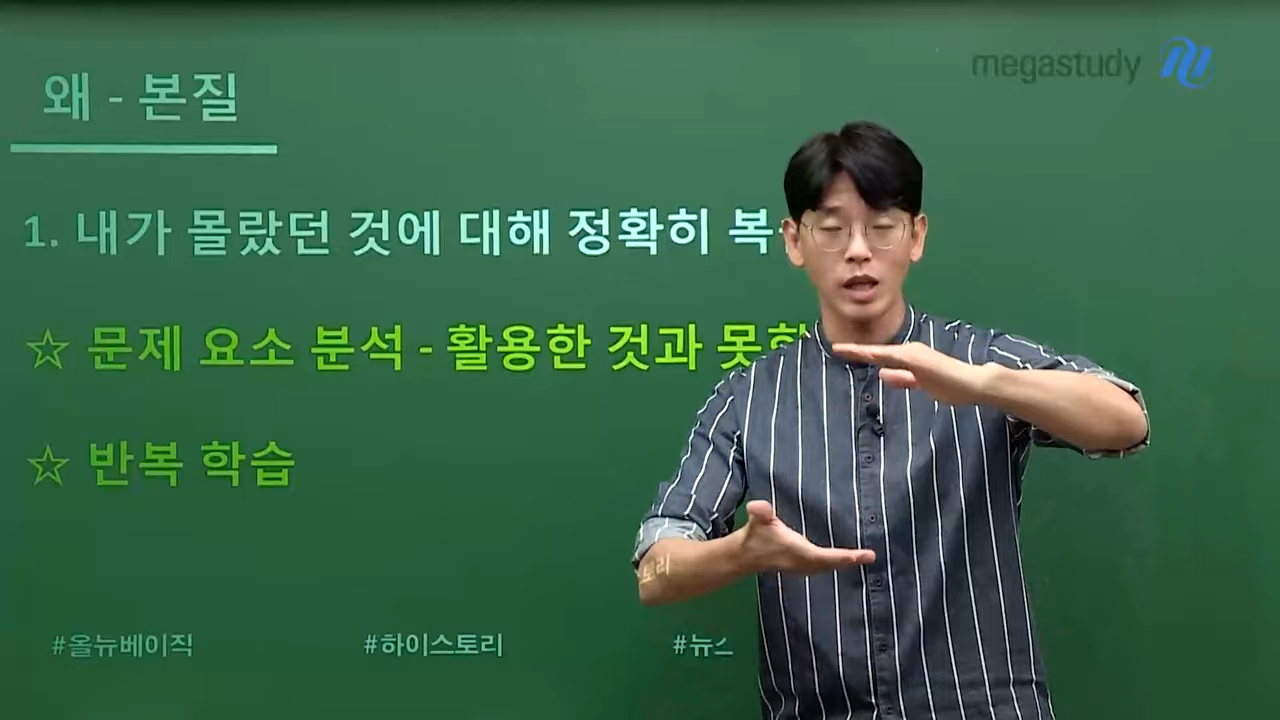 megastudy
왜 - 본질
1. 내가 몰랐던 것에 대해 정확히
☆ 문제 요소 분석 - 활용한 것과
☆ 반복 학습
#올뉴베이직 #하이스토리